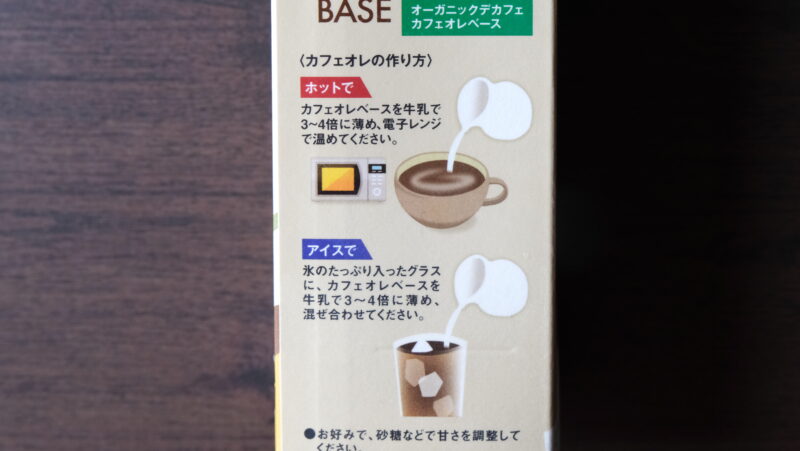 BASE
オーガニックデカフェ
カフェオレベース
〈カフェオレの作り方〉
ホットで
カフェオレベースを牛乳で
3〜4倍に薄め、電子レンジ
で温めてください。
アイスで
氷のたっぷり入ったグラス
に、カフェオレベースを
牛乳で3〜4倍に薄め、
混ぜ合わせてください。
●お好みで、砂糖などで甘さを調整して
ください。